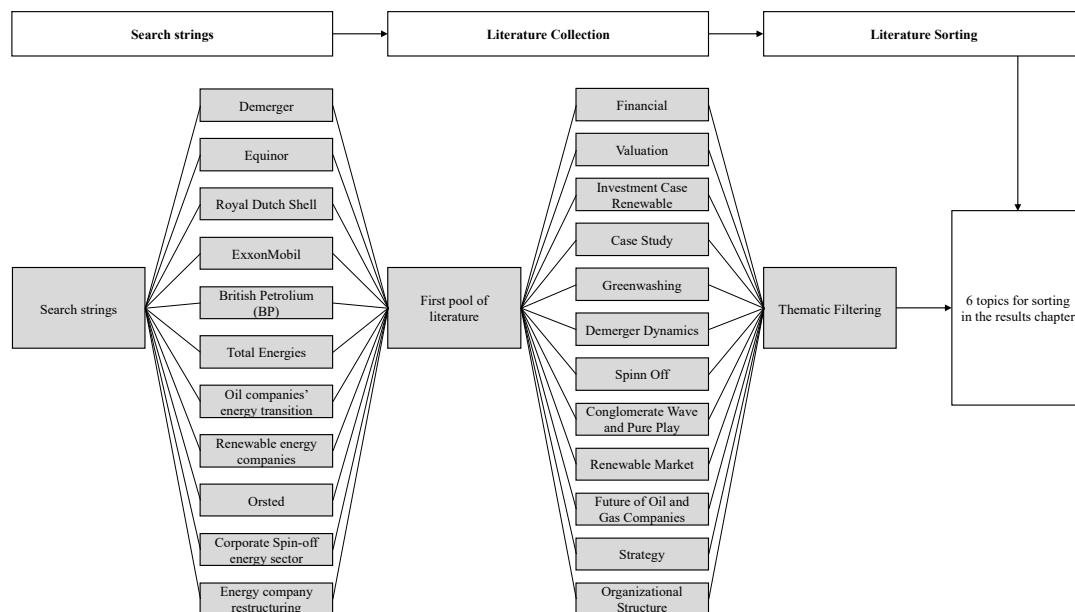 Search strings
Literature Collection
Literature Sorting
Search strings
Demerger
Equinor
Royal Dutch Shell
ExxonMobil
British Petrolium
(BP)
Total Energies
Oil companies’
energy transition
Renewable energy
companies
Orsted
Corporate Spin-off
energy sector
Energy company
restructuring
First pool of
literature
Financial
Valuation
Investment Case
Renewable
Case Study
Greenwashing
Demerger Dynamics
Spinn Off
Conglomerate Wave
and Pure Play
Renewable Market
Future of Oil and
Gas Companies
Strategy
Organizational
Structure
Thematic Filtering
6 topics for sorting
in the results chapter